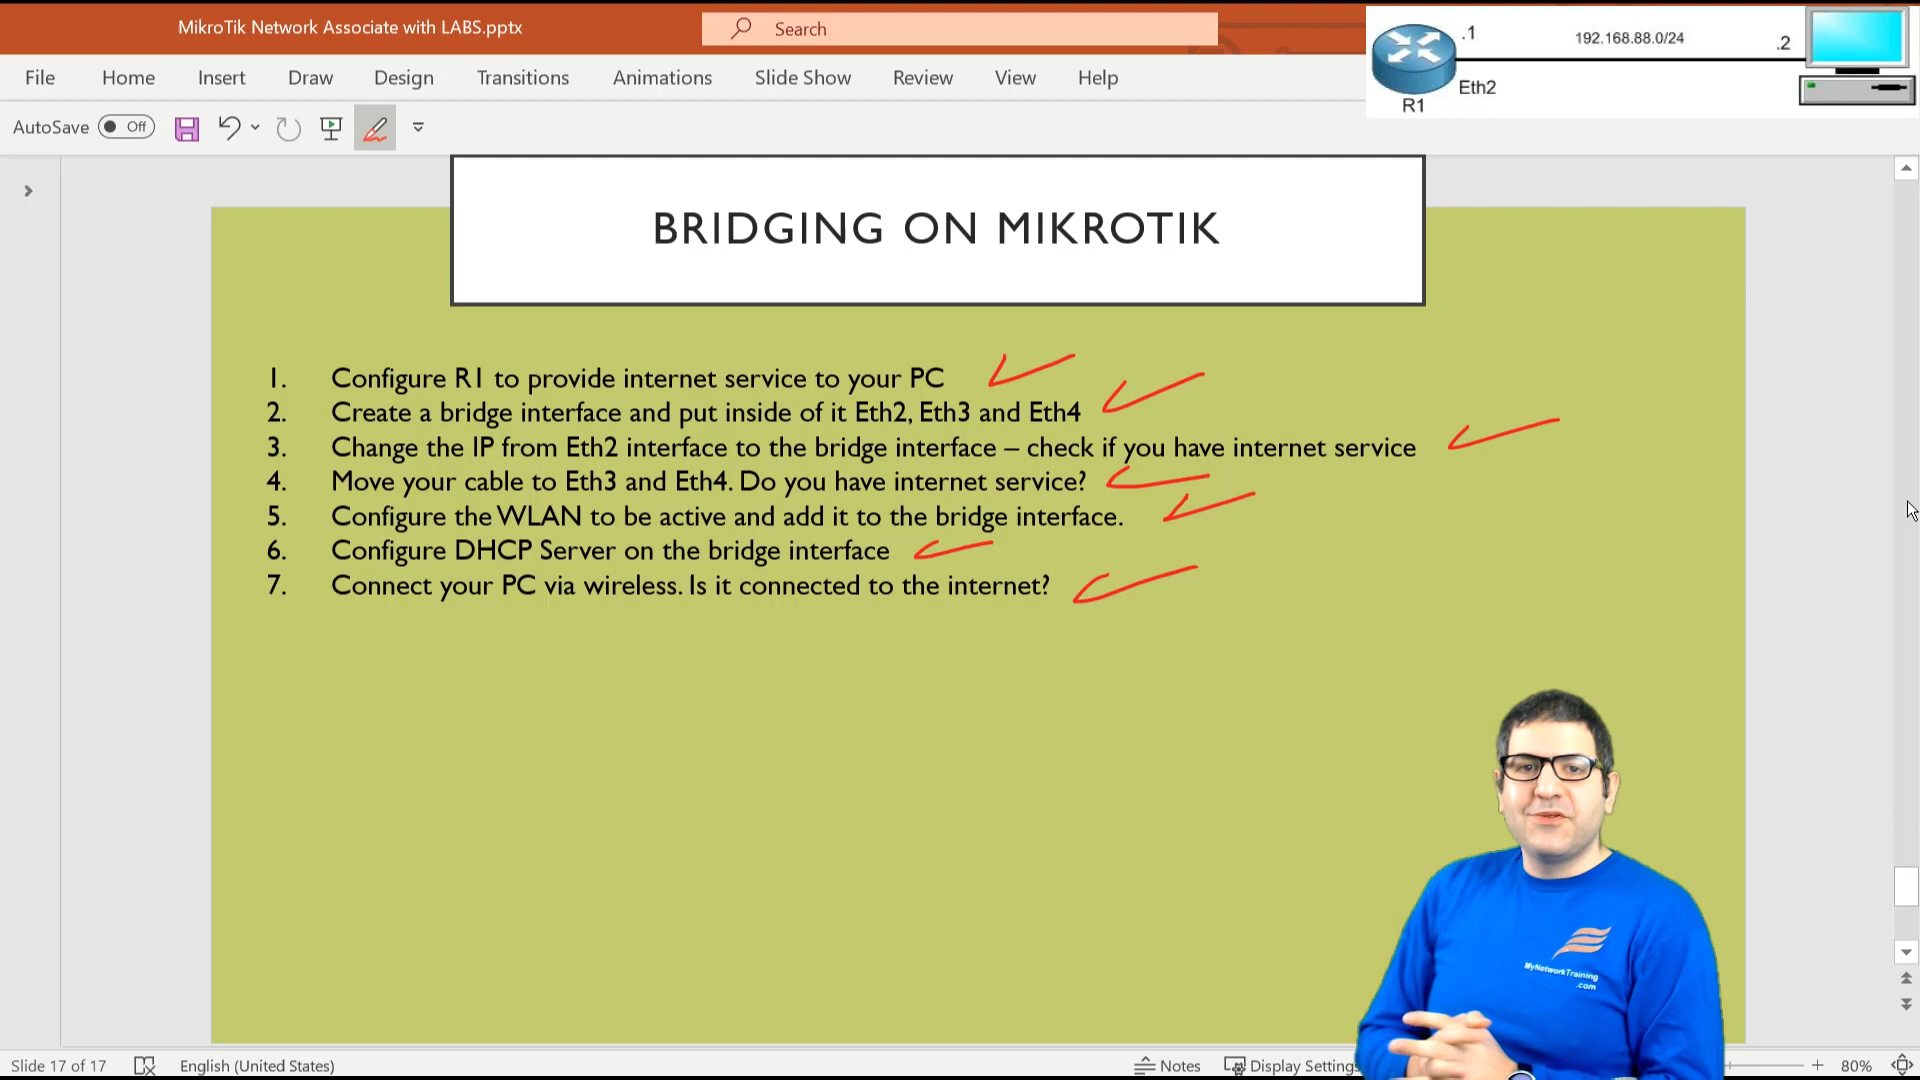 MikroTik Network Associate with LABS.pptx
Search
.1
192.168.88.0/24
.2
Eth2
R1
File
Home
Insert
Draw
Design
Transitions
Animations
Slide Show
Review
View
Help
AutoSave
Off
BRIDGING ON MIKROTIK
1. Configure R1 to provide internet service to your PC
2. Create a bridge interface and put inside of it Eth2, Eth3 and Eth4
3. Change the IP from Eth2 interface to the bridge interface – check if you have internet service
4. Move your cable to Eth3 and Eth4. Do you have internet service?
5. Configure the WLAN to be active and add it to the bridge interface.
6. Configure DHCP Server on the bridge interface
7. Connect your PC via wireless. Is it connected to the internet?
MyNetworkTraining
.com
Slide 17 of 17
English (United States)
Notes
Display Settings
80%